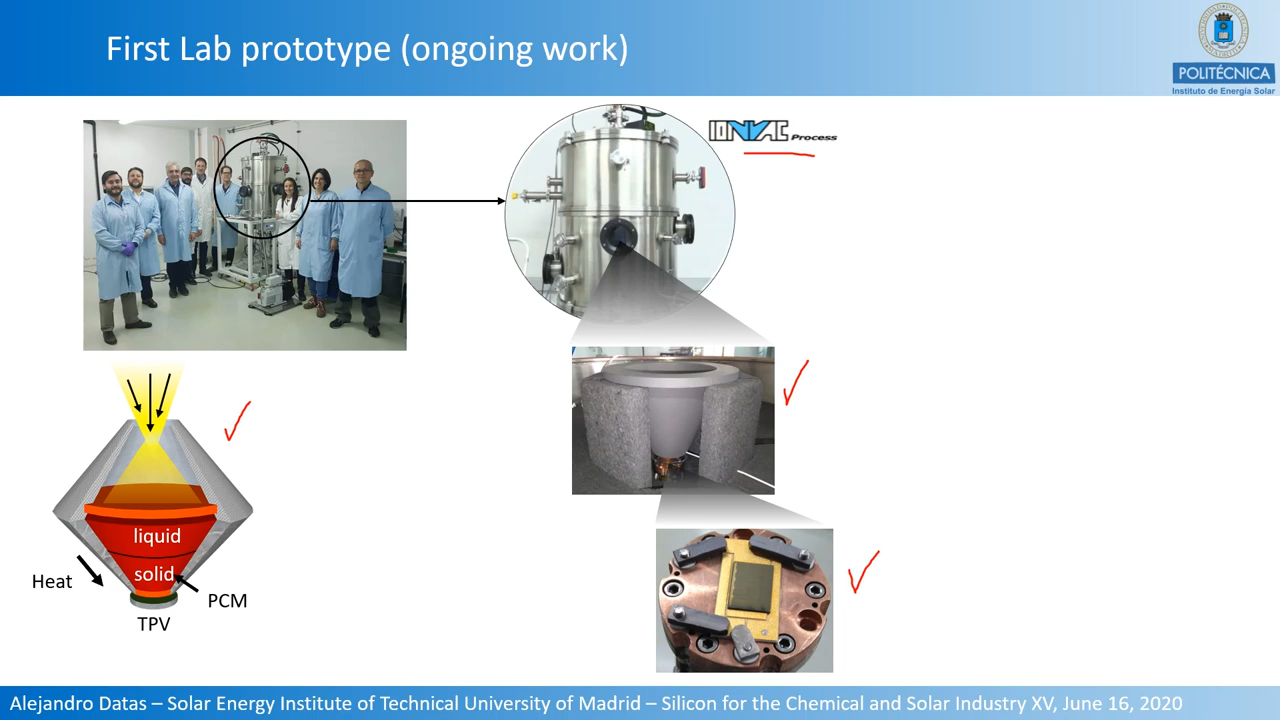 First Lab prototype (ongoing work)
POLITÉCNICA
Instituto de Energía Solar
IONVAC Process
liquid
solid
Heat
PCM
TPV
Alejandro Datas – Solar Energy Institute of Technical University of Madrid – Silicon for the Chemical and Solar Industry XV, June 16, 2020